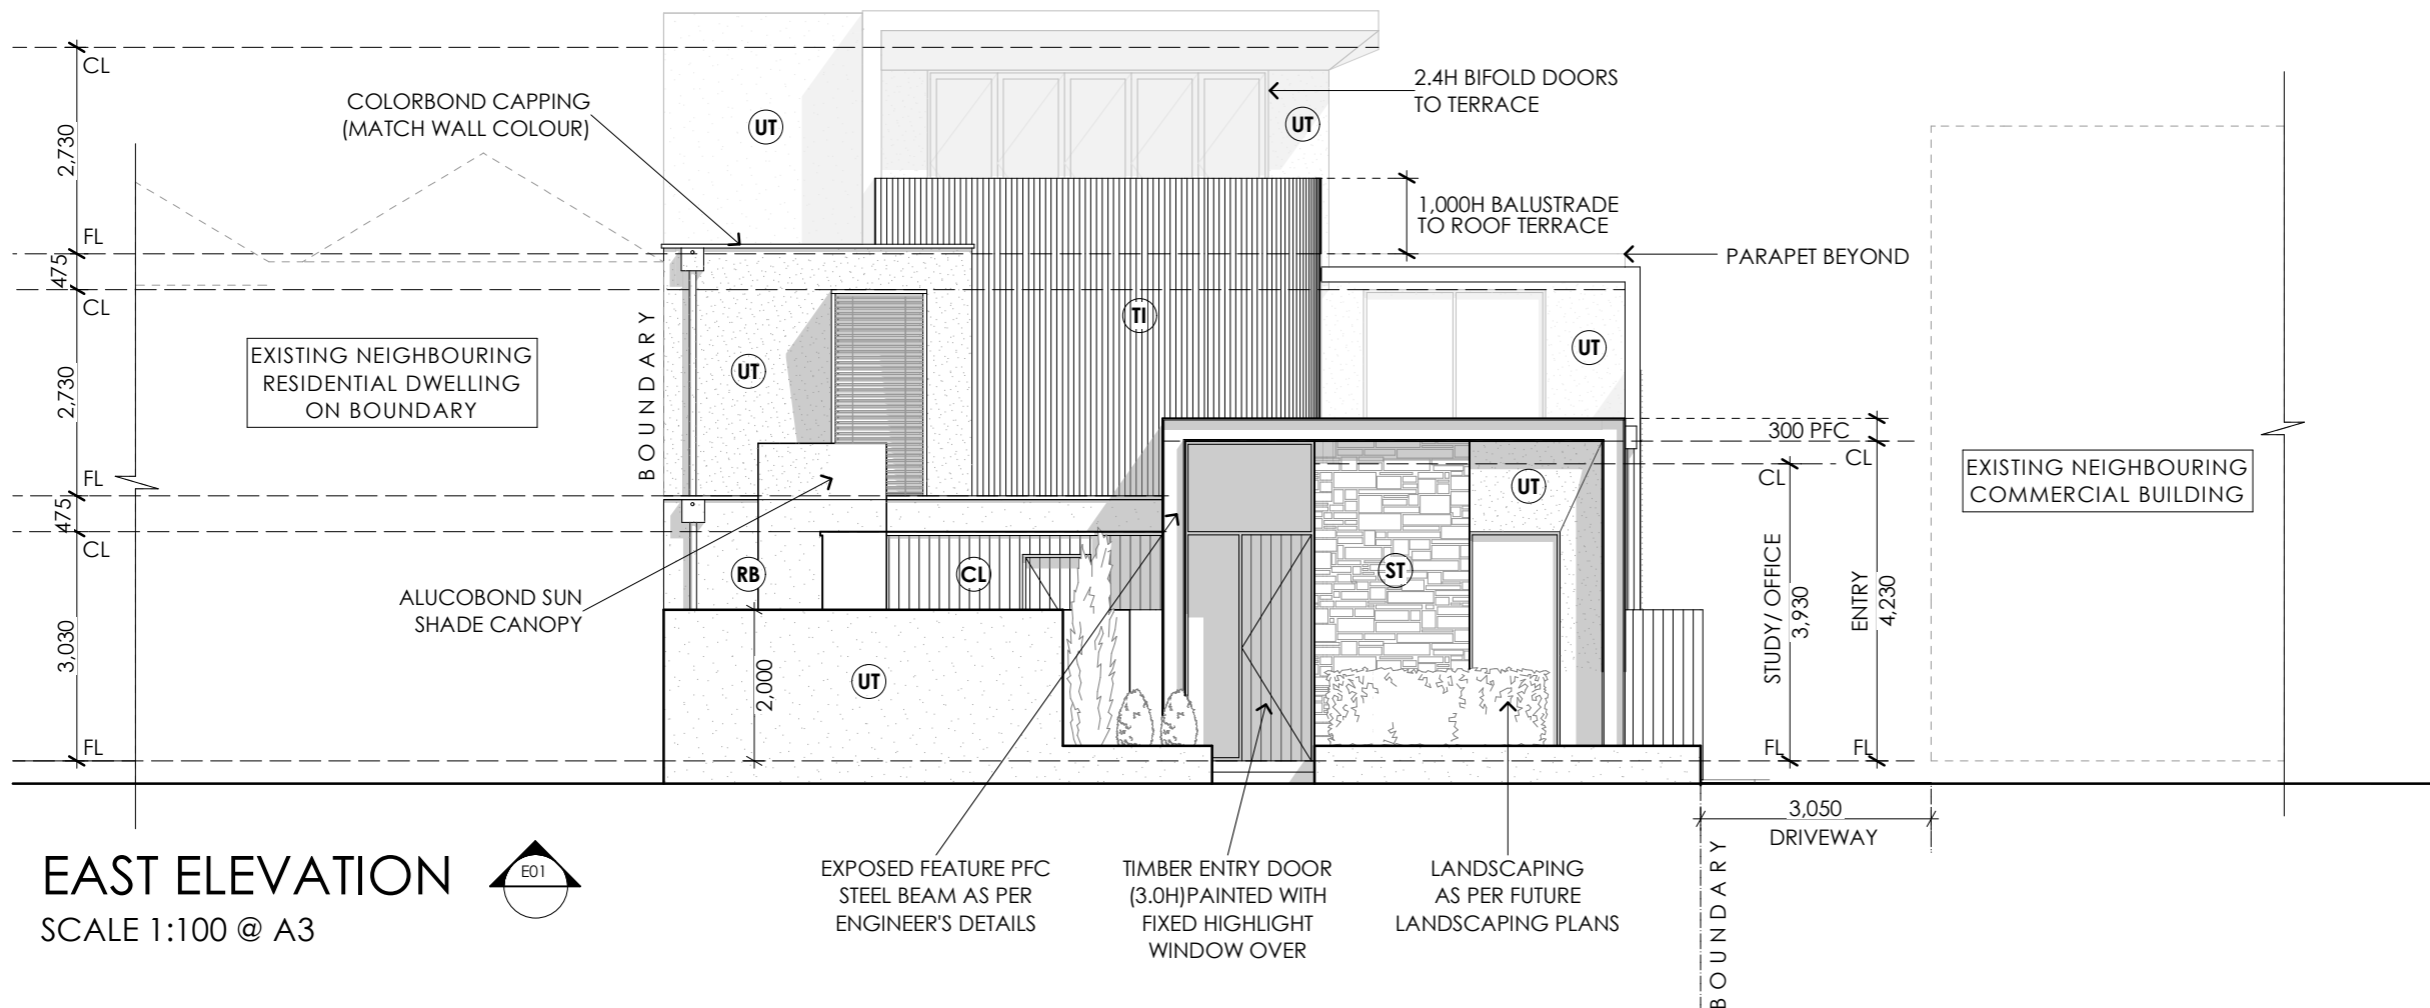 CL
2,730
FL
475
CL
2,730
FL
475
CL
3,030
FL
COLORBOND CAPPING
(MATCH WALL COLOUR)
EXISTING NEIGHBOURING
RESIDENTIAL DWELLING
ON BOUNDARY
BOUNDARY
ALUCOBOND SUN
SHADE CANOPY
UT
UT
UT
TI
UT
UT
RB
CL
ST
UT
2,000
2.4H BIFOLD DOORS
TO TERRACE
1,000H BALUSTRADE
TO ROOF TERRACE
PARAPET BEYOND
300 PFC
CL
CL
STUDY/ OFFICE
3,930
ENTRY
4,230
FL
FL
EXISTING NEIGHBOURING
COMMERCIAL BUILDING
3,050
DRIVEWAY
BOUNDARY
EXPOSED FEATURE PFC
STEEL BEAM AS PER
ENGINEER'S DETAILS
TIMBER ENTRY DOOR
(3.0H)PAINTED WITH
FIXED HIGHLIGHT
WINDOW OVER
LANDSCAPING
AS PER FUTURE
LANDSCAPING PLANS
EAST ELEVATION
E01
SCALE 1:100 @ A3